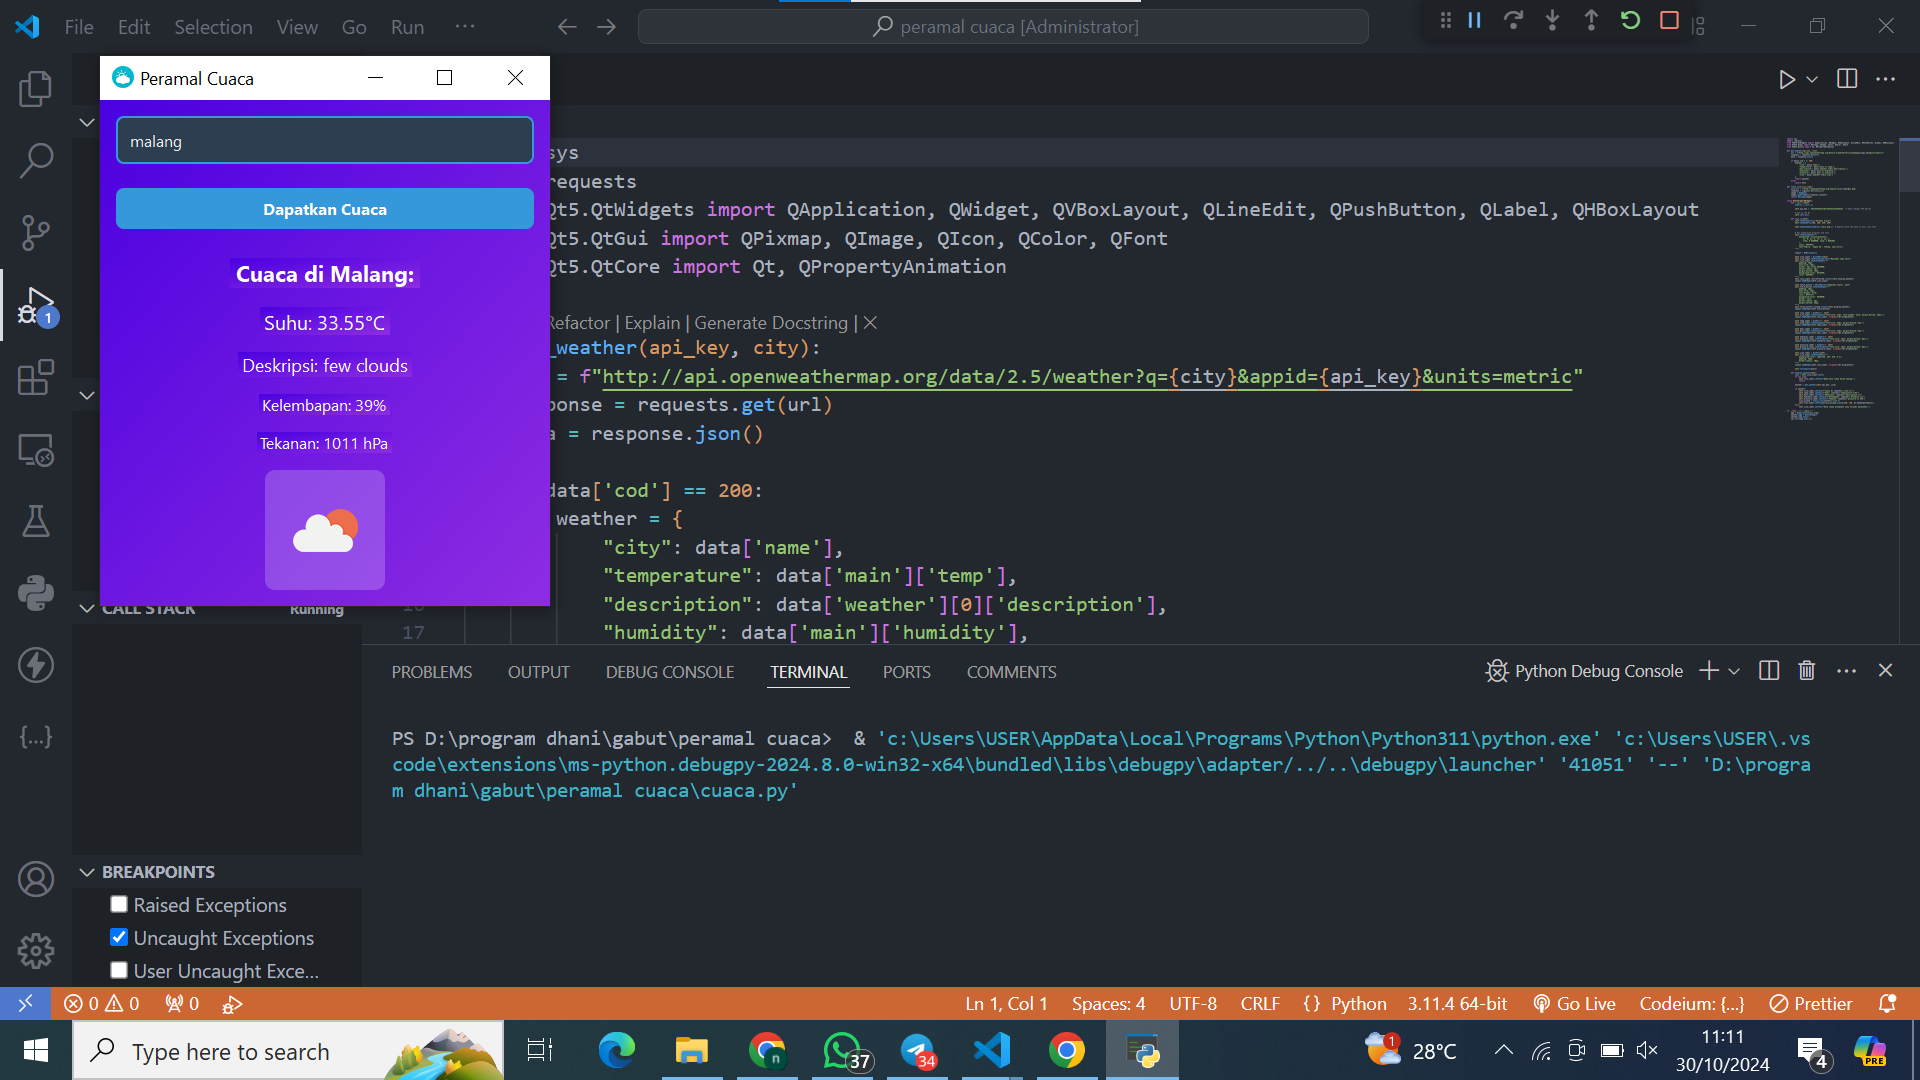 File Edit Selection View Go Run ···
peramal cuaca [Administrator]
Peramal Cuaca
malang
Dapatkan Cuaca
Cuaca di Malang:
Suhu: 33.55°C
Deskripsi: few clouds
Kelembapan: 39%
Tekanan: 1011 hPa
sys
requests
Qt5.QtWidgets import QApplication, QWidget, QVBoxLayout, QLineEdit, QPushButton, QLabel, QHBoxLayout
Qt5.QtGui import QPixmap, QImage, QIcon, QColor, QFont
Qt5.QtCore import Qt, QPropertyAnimation
Refactor | Explain | Generate Docstring | ×
_weather(api_key, city):
= f"http://api.openweathermap.org/data/2.5/weather?q={city}&appid={api_key}&units=metric"
ponse = requests.get(url)
a = response.json()
data['cod'] == 200:
weather = {
"city": data['name'],
"temperature": data['main']['temp'],
"description": data['weather'][0]['description'],
17 "humidity": data['main']['humidity'],
CALL STACK Running
1
{...}
BREAKPOINTS
Raised Exceptions
Uncaught Exceptions
User Uncaught Exce...
PROBLEMS OUTPUT DEBUG CONSOLE TERMINAL PORTS COMMENTS
Python Debug Console
PS D:\program dhani\gabut\peramal cuaca> & 'c:\Users\USER\AppData\Local\Programs\Python\Python311\python.exe' 'c:\Users\USER\.vs
code\extensions\ms-python.debugpy-2024.8.0-win32-x64\bundled\libs\debugpy\adapter/../..\debugpy\launcher' '41051' '--' 'D:\progra
m dhani\gabut\peramal cuaca\cuaca.py'
0 0 0 Ln 1, Col 1 Spaces: 4 UTF-8 CRLF {} Python 3.11.4 64-bit Go Live Codeium: {...} Prettier
Type here to search
n 37 34 1 28°C
11:11
30/10/2024
4
PRE